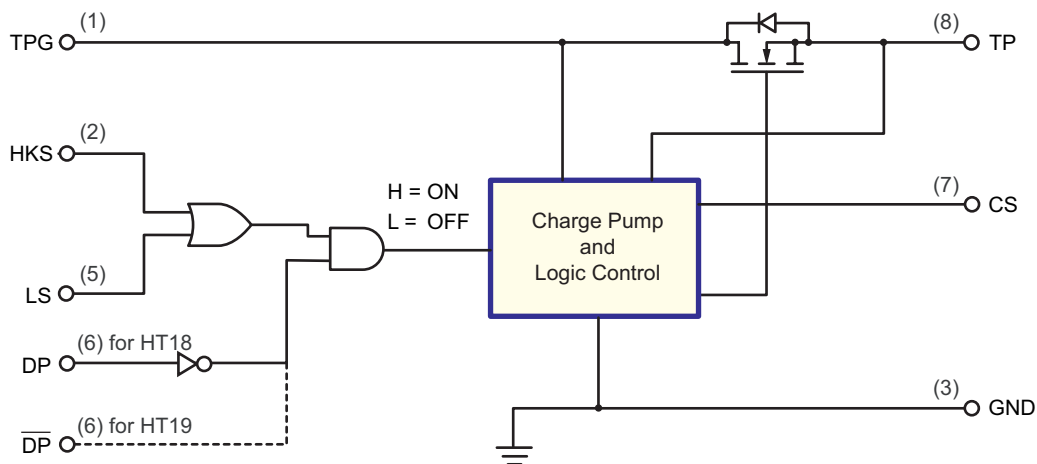 (1)
TPG
(8)
TP
(2)
HKS
H = ON
L = OFF
(7)
CS
Charge Pump
and
Logic Control
(5)
LS
(6) for HT18
DP
(3)
GND
(6) for HT19
D̅P̅